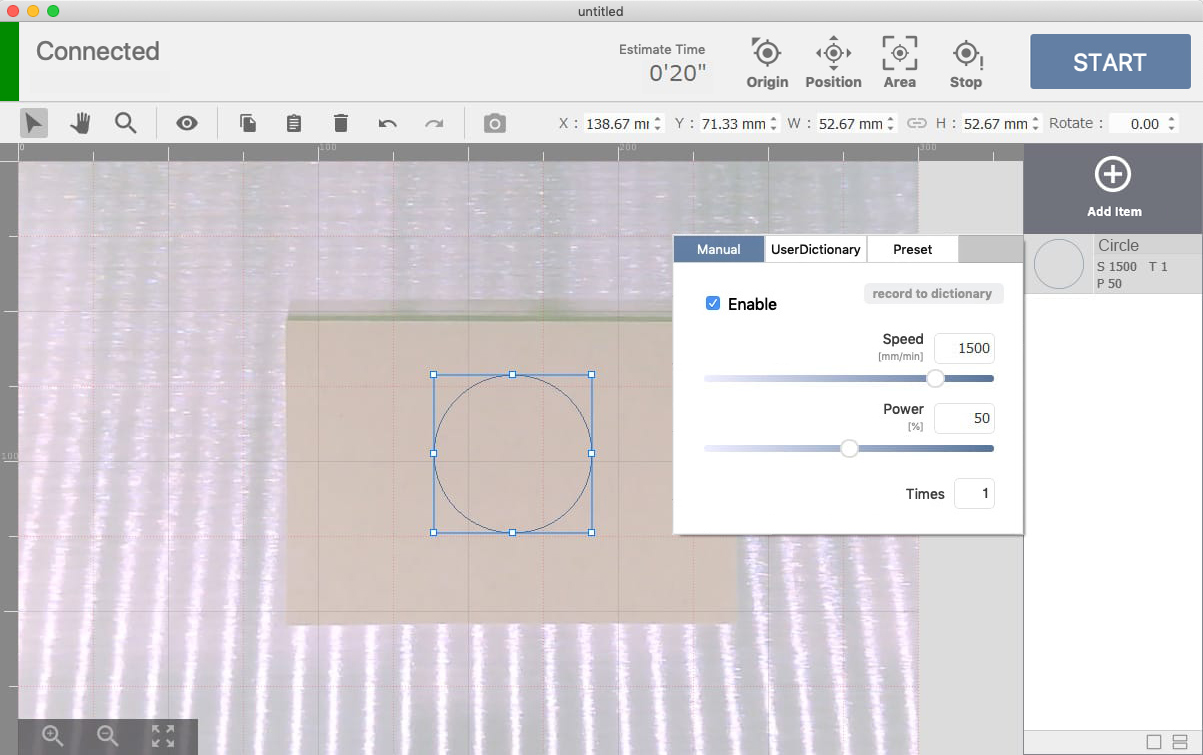 untitled
Connected
Estimate Time
0'20"
Origin
Position
Area
Stop
START
X : 138.67 mm
Y : 71.33 mm
W : 52.67 mm
H : 52.67 mm
Rotate : 0.00
0
100
200
300
100
Add Item
Circle
S 1500 T 1
P 50
Manual
UserDictionary
Preset
Enable
record to dictionary
Speed
[mm/min]
1500
Power
[%]
50
Times
1